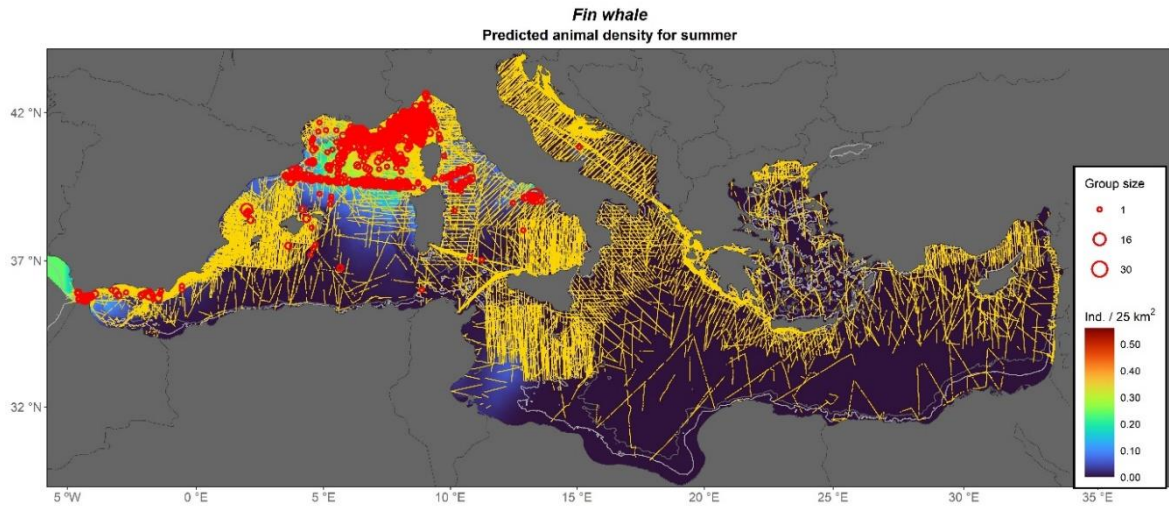 Fin whale
Predicted animal density for summer
42 °N
37 °N
32 °N
5 °W
0 °E
5 °E
10 °E
15 °E
20 °E
25 °E
30 °E
35 °E
Group size
1
16
30
Ind. / 25 km²
0.50
0.40
0.30
0.20
0.10
0.00